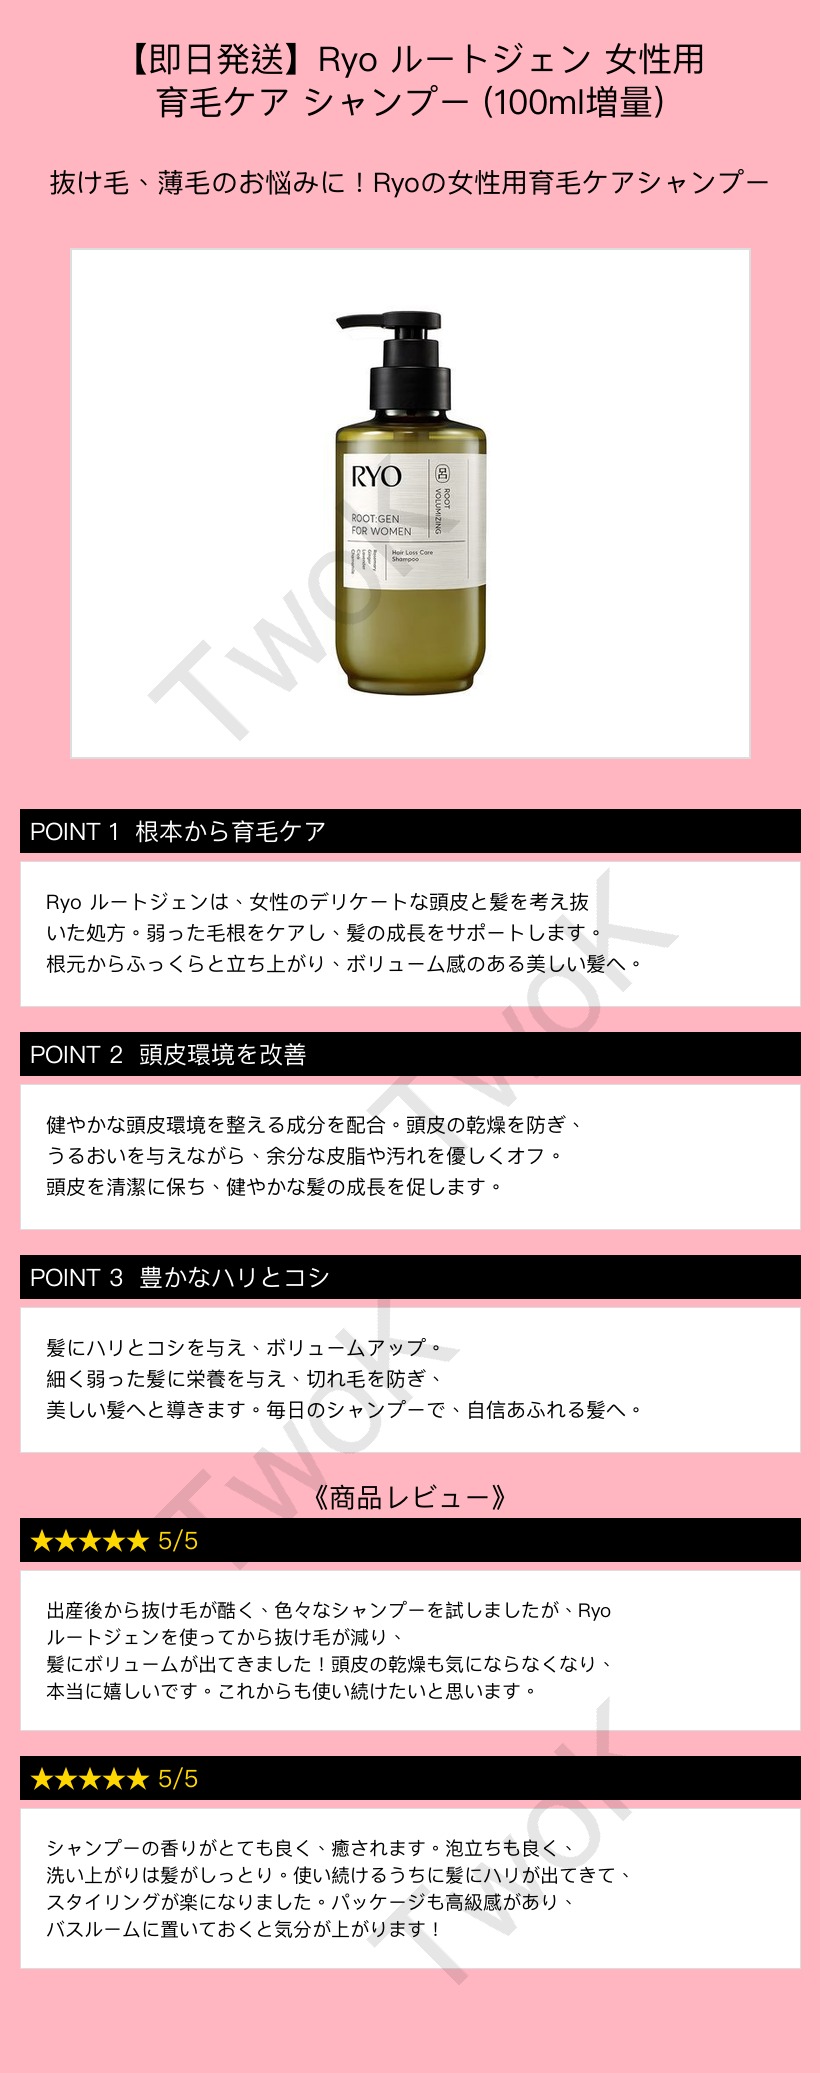 【即日発送】Ryo ルートジェン 女性用
育毛ケア シャンプー (100ml増量)
抜け毛、薄毛のお悩みに！Ryoの女性用育毛ケアシャンプー
RYO
呂
ROOT
VOLUMIZING
ROOT:GEN
FOR WOMEN
Hair Loss Care
Shampoo
Rosemary
Ginger
Lavender
Chamomile
TwoK
POINT 1 根本から育毛ケア
Ryo ルートジェンは、女性のデリケートな頭皮と髪を考え抜
いた処方。弱った毛根をケアし、髪の成長をサポートします。
根元からふっくらと立ち上がり、ボリューム感のある美しい髪へ。
TwoK
POINT 2 頭皮環境を改善
健やかな頭皮環境を整える成分を配合。頭皮の乾燥を防ぎ、
うるおいを与えながら、余分な皮脂や汚れを優しくオフ。
頭皮を清潔に保ち、健やかな髪の成長を促します。
POINT 3 豊かなハリとコシ
髪にハリとコシを与え、ボリュームアップ。
細く弱った髪に栄養を与え、切れ毛を防ぎ、
美しい髪へと導きます。毎日のシャンプーで、自信あふれる髪へ。
TwoK
《商品レビュー》
★★★★★ 5/5
出産後から抜け毛が酷く、色々なシャンプーを試しましたが、Ryo
ルートジェンを使ってから抜け毛が減り、
髪にボリュームが出てきました！頭皮の乾燥も気にならなくなり、
本当に嬉しいです。これからも使い続けたいと思います。
★★★★★ 5/5
シャンプーの香りがとても良く、癒されます。泡立ちも良く、
洗い上がりは髪がしっとり。使い続けるうちに髪にハリが出てきて、
スタイリングが楽になりました。パッケージも高級感があり、
バスルームに置いておくと気分が上がります！
TwoK